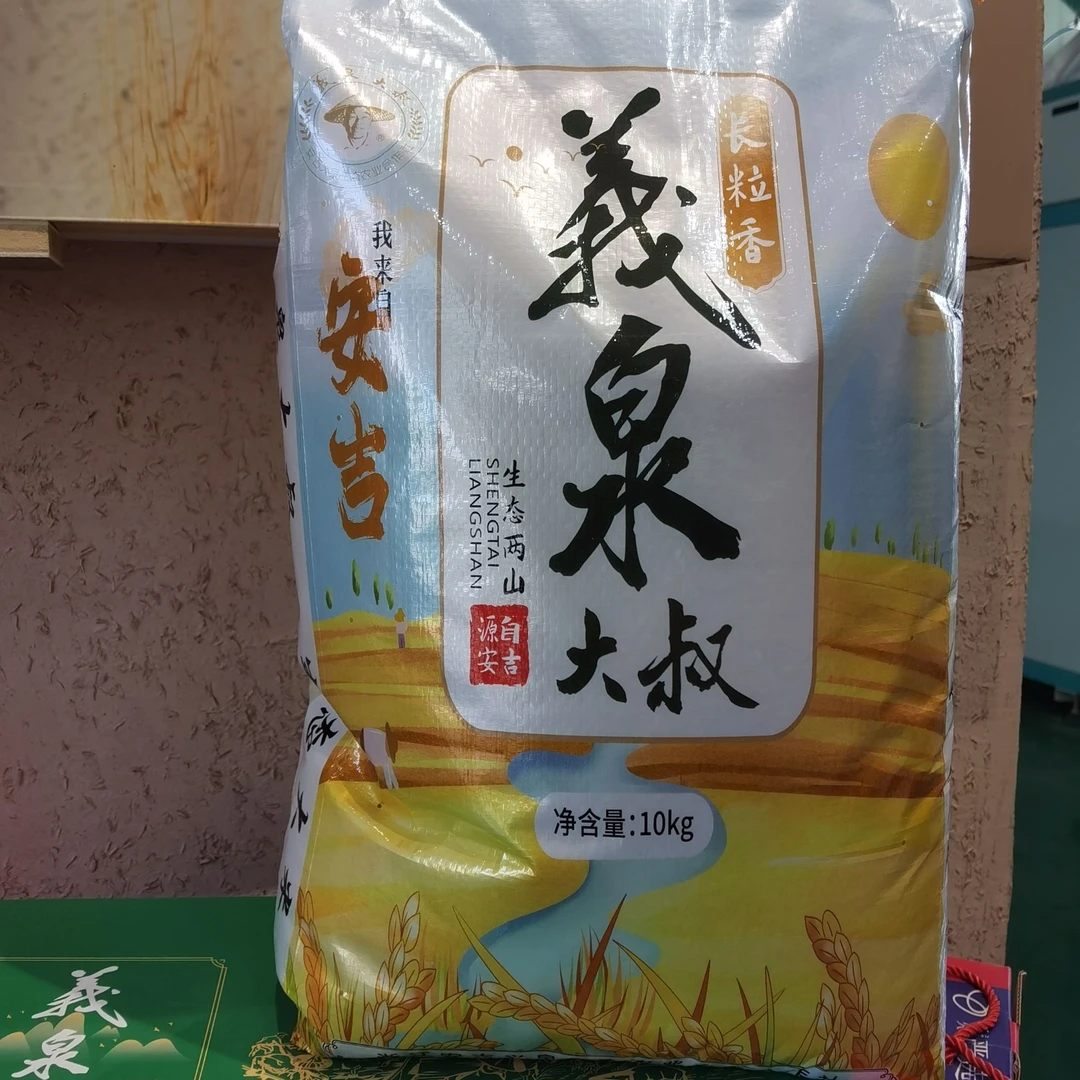 義泉
大叔
长粒香
我来自
安吉
生态两山
SHENGTAI
LIANGSHAN
源自
安吉
净含量:10kg
義泉